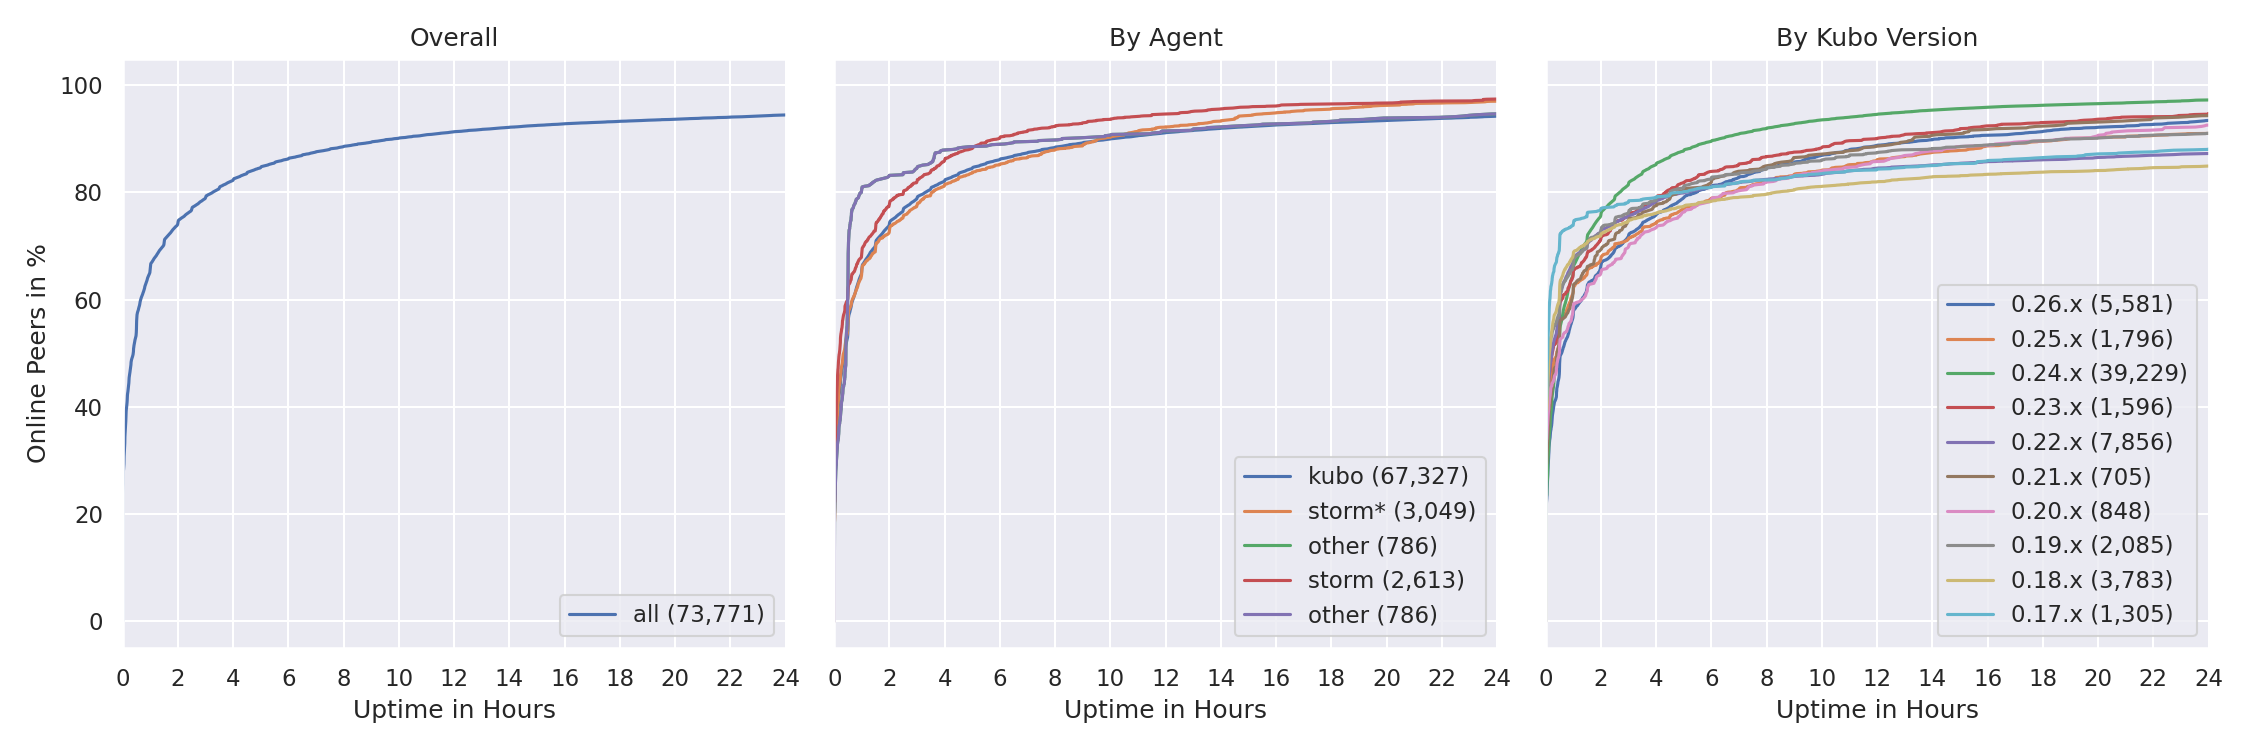 Overall
By Agent
By Kubo Version
Online Peers in %
100
80
60
40
20
0
all (73,771)
kubo (67,327)
storm* (3,049)
other (786)
storm (2,613)
other (786)
0.26.x (5,581)
0.25.x (1,796)
0.24.x (39,229)
0.23.x (1,596)
0.22.x (7,856)
0.21.x (705)
0.20.x (848)
0.19.x (2,085)
0.18.x (3,783)
0.17.x (1,305)
0 2 4 6 8 10 12 14 16 18 20 22 24
0 2 4 6 8 10 12 14 16 18 20 22 24
0 2 4 6 8 10 12 14 16 18 20 22 24
Uptime in Hours
Uptime in Hours
Uptime in Hours